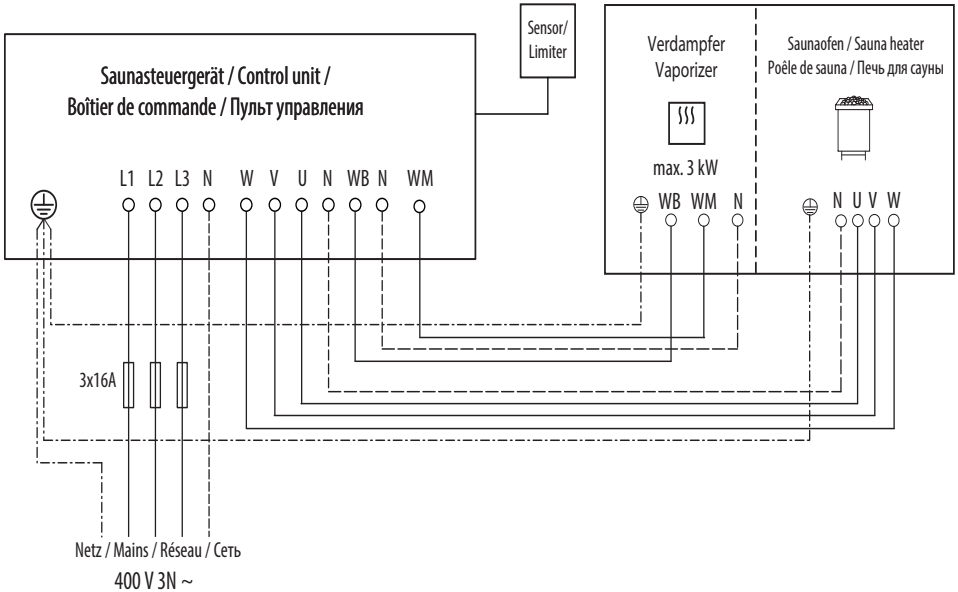 Saunasteuergerät / Control unit /
Boîtier de commande / Пульт управления
L1 L2 L3 N W V U N WB N WM
Sensor/
Limiter
Verdampfer
Vaporizer
max. 3 kW
WB WM N
Saunaofen / Sauna heater
Poêle de sauna / Печь для сауны
N U V W
3x16A
Netz / Mains / Réseau / Сеть
400 V 3N ~